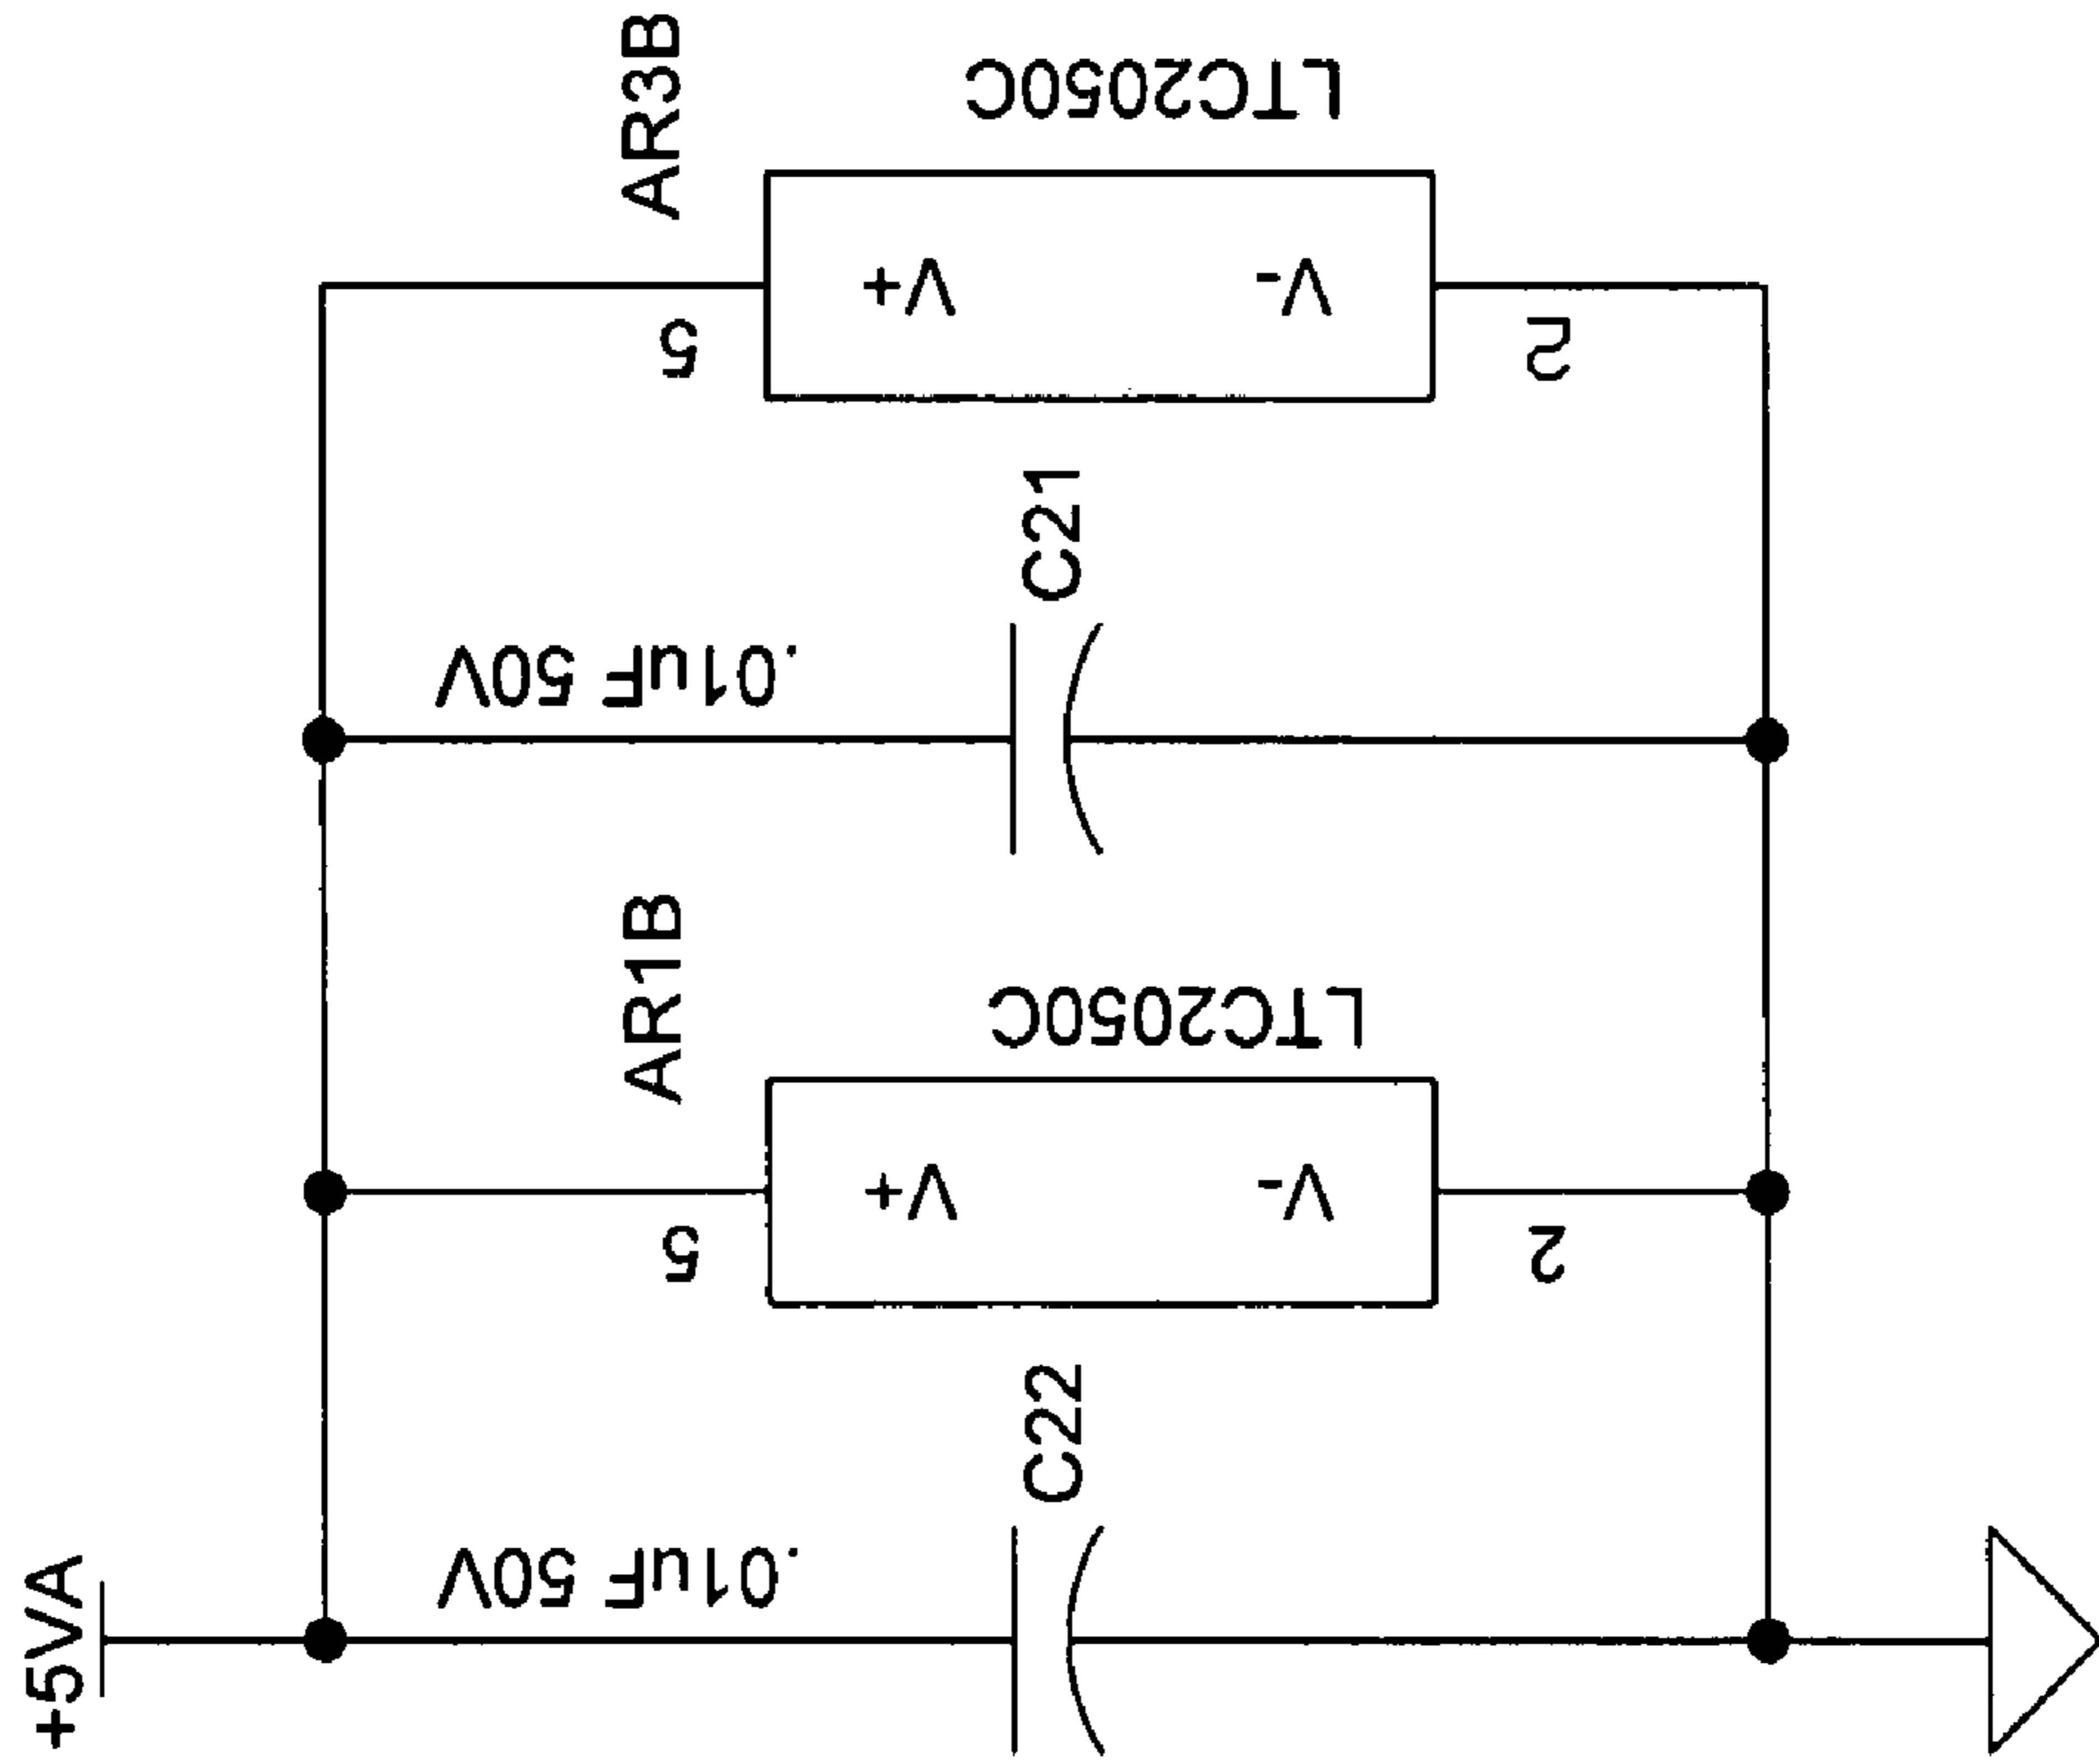 AR3B
LTC2050C
V+
V-
5
2
C21
.01uF 50V
AR1B
LTC2050C
V+
V-
5
2
C22
.01uF 50V
+5VA